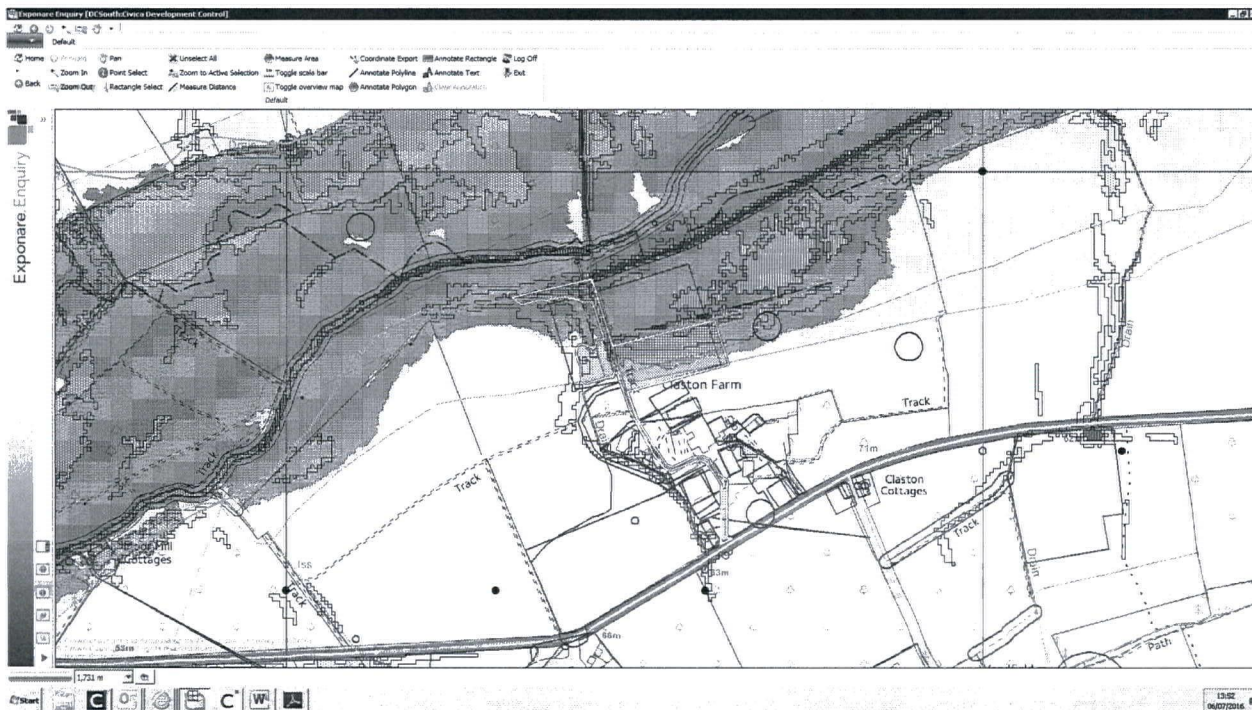 Exponare Enquiry [DCSouth:Civica Development Control]
Default
Home
Pan
Unselect All
Measure Area
Coordinate Export
Annotate Rectangle
Log Off
Zoom In
Point Select
Zoom to Active Selection
Toggle scale bar
Annotate Polyline
Annotate Text
Exit
Back
Zoom Out
Rectangle Select
Measure Distance
Toggle overview map
Annotate Polygon
Default
Exponare.Enquiry
Claston Farm
Drain
Track
71m
Drain
Claston
Cottages
Track
Track
Cottages
Iss
Track
Track
Drain
63m
66m
53m
Path
1,731 m
Start
13:52
06/07/2016